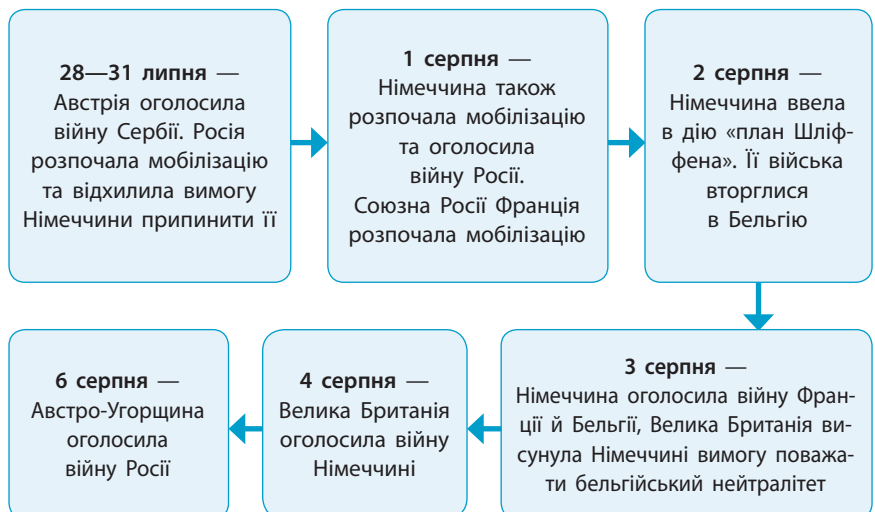 28—31 липня —
Австрія оголосила
війну Сербії. Росія
розпочала мобілізацію
та відхилила вимогу
Німеччини припинити її
1 серпня —
Німеччина також
розпочала мобілізацію
та оголосила
війну Росії.
Союзна Росії Франція
розпочала мобілізацію
2 серпня —
Німеччина ввела
в дію «план Шліф-
фена». Її війська
вторглися
в Бельгію
3 серпня —
Німеччина оголосила війну Фран-
ції й Бельгії, Велика Британія ви-
сунула Німеччині вимогу поважа-
ти бельгійський нейтралітет
4 серпня —
Велика Британія
оголосила війну
Німеччині
6 серпня —
Австро-Угорщина
оголосила
війну Росії